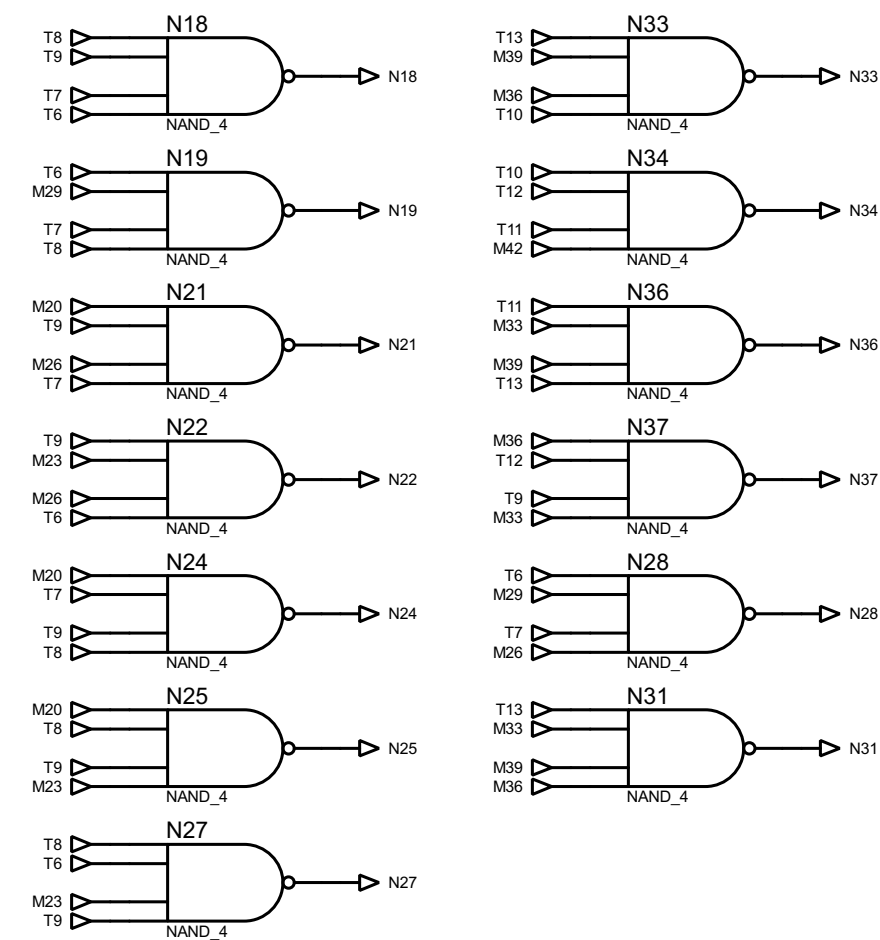 N18
T8
T9
T7
T6
N18
NAND_4
N19
T6
M29
T7
T8
N19
NAND_4
N21
M20
T9
M26
T7
N21
NAND_4
N22
T9
M23
M26
T6
N22
NAND_4
N24
M20
T7
T9
T8
N24
NAND_4
N25
M20
T8
T9
M23
N25
NAND_4
N27
T8
T6
M23
T9
N27
NAND_4
N33
T13
M39
M36
T10
N33
NAND_4
N34
T10
T12
T11
M42
N34
NAND_4
N36
T11
M33
M39
T13
N36
NAND_4
N37
M36
T12
T9
M33
N37
NAND_4
N28
T6
M29
T7
M26
N28
NAND_4
N31
T13
M33
M39
M36
N31
NAND_4